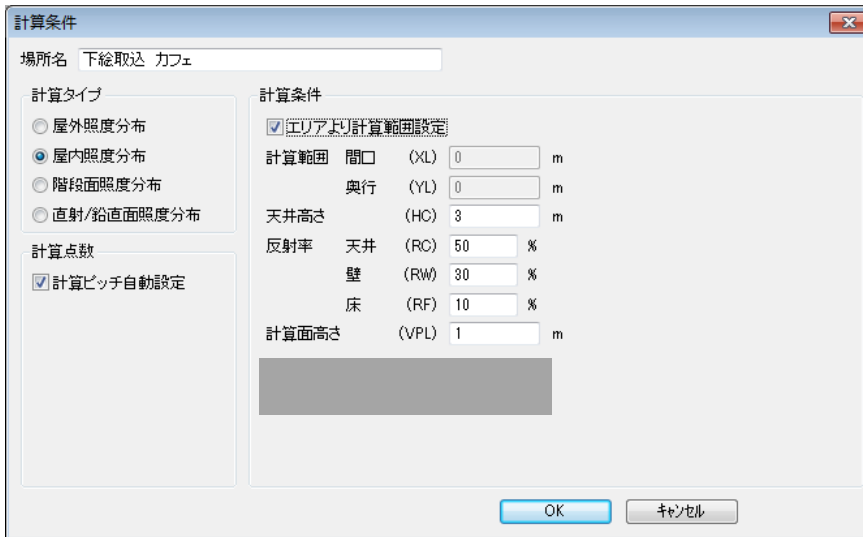 計算条件
場所名 下絵取込 カフェ
計算タイプ
屋外照度分布
屋内照度分布
階段面照度分布
直射/鉛直面照度分布
計算点数
計算ピッチ自動設定
計算条件
エリアより計算範囲設定
計算範囲 間口 (XL) 0 m
奥行 (YL) 0 m
天井高さ (HC) 3 m
反射率 天井 (RC) 50 %
壁 (RW) 30 %
床 (RF) 10 %
計算面高さ (VPL) 1 m
OK キャンセル